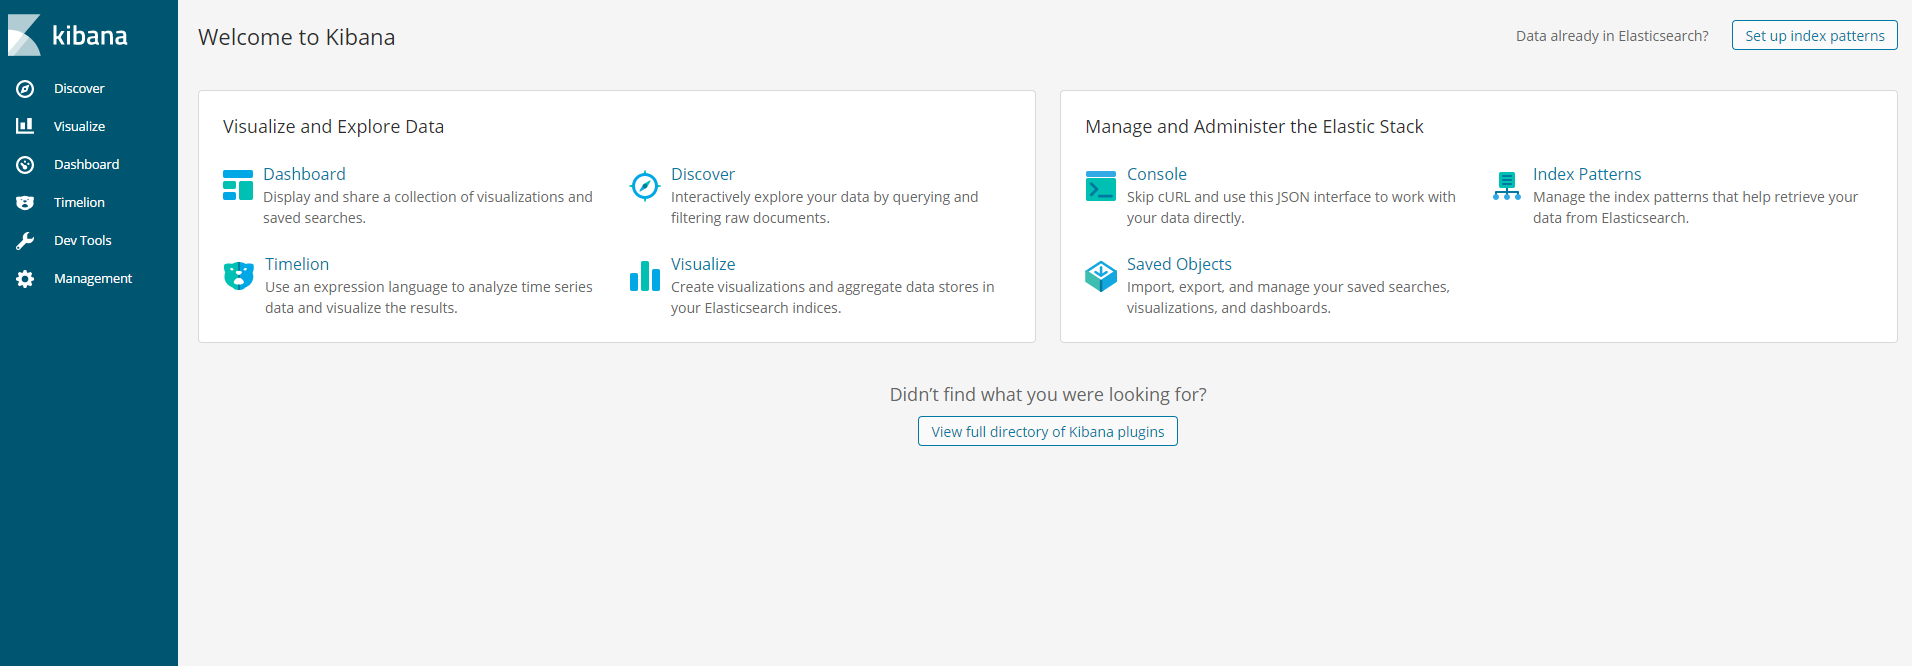 kibana
Discover
Visualize
Dashboard
Timelion
Dev Tools
Management
Welcome to Kibana
Data already in Elasticsearch?
Set up index patterns
Visualize and Explore Data
Dashboard
Display and share a collection of visualizations and
saved searches.
Discover
Interactively explore your data by querying and
filtering raw documents.
Timelion
Use an expression language to analyze time series
data and visualize the results.
Visualize
Create visualizations and aggregate data stores in
your Elasticsearch indices.
Manage and Administer the Elastic Stack
Console
Skip cURL and use this JSON interface to work with
your data directly.
Index Patterns
Manage the index patterns that help retrieve your
data from Elasticsearch.
Saved Objects
Import, export, and manage your saved searches,
visualizations, and dashboards.
Didn’t find what you were looking for?
View full directory of Kibana plugins